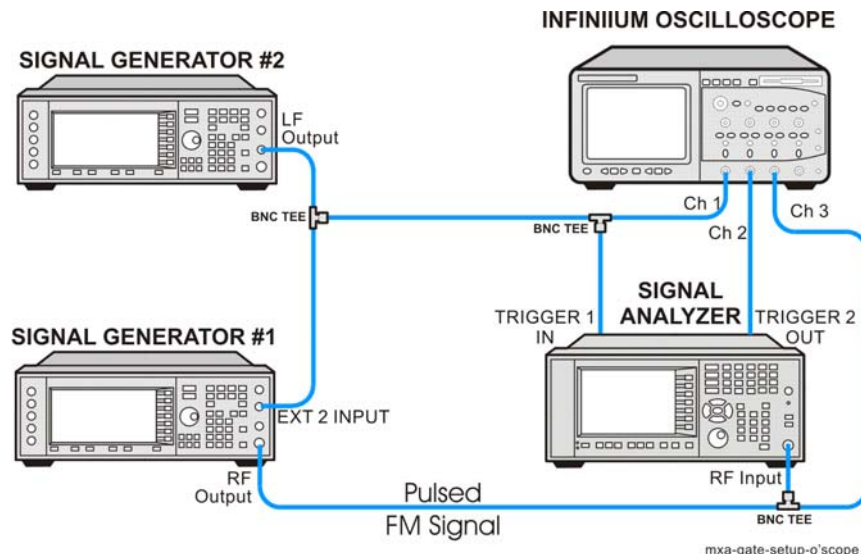 INFINIIUM OSCILLOSCOPE
SIGNAL GENERATOR #2
LF
Output
BNC TEE
BNC TEE
Ch 1
Ch 2
Ch 3
SIGNAL GENERATOR #1
TRIGGER 1
IN
SIGNAL
ANALYZER
TRIGGER 2
OUT
EXT 2 INPUT
RF
Output
RF Input
Pulsed
FM Signal
BNC TEE
mxa-gate-setup-o'scope